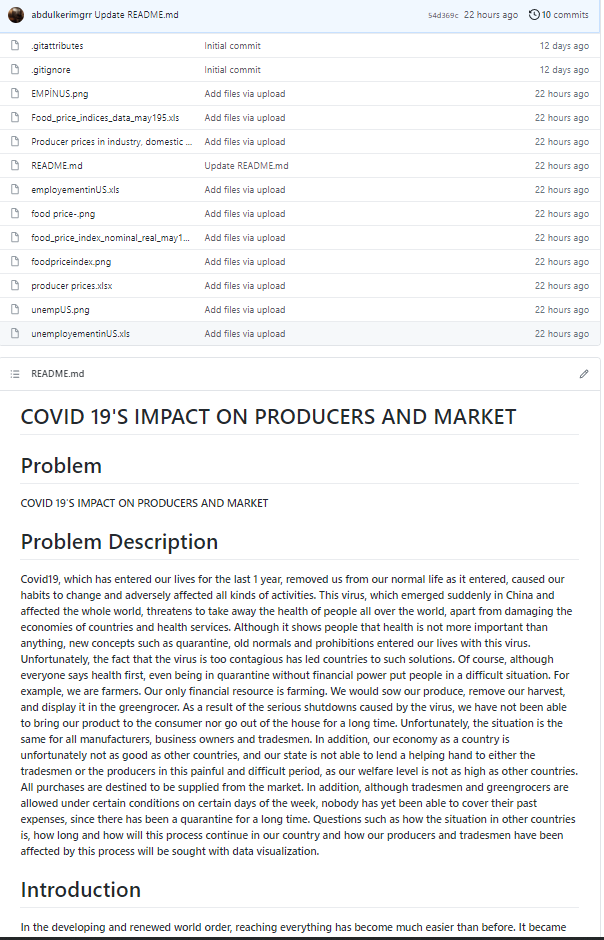 abdulkerimgrr Update README.md 54d369c 22 hours ago 10 commits
.gitattributes Initial commit 12 days ago
.gitignore Initial commit 12 days ago
EMPİNUS.png Add files via upload 22 hours ago
Food_price_indices_data_may195.xls Add files via upload 22 hours ago
Producer prices in industry, domestic ... Add files via upload 22 hours ago
README.md Update README.md 22 hours ago
employementinUS.xls Add files via upload 22 hours ago
food price-.png Add files via upload 22 hours ago
food_price_index_nominal_real_may1... Add files via upload 22 hours ago
foodpriceindex.png Add files via upload 22 hours ago
producer prices.xlsx Add files via upload 22 hours ago
unempUS.png Add files via upload 22 hours ago
unemployementinUS.xls Add files via upload 22 hours ago
README.md
COVID 19'S IMPACT ON PRODUCERS AND MARKET
Problem
COVID 19'S IMPACT ON PRODUCERS AND MARKET
Problem Description
Covid19, which has entered our lives for the last 1 year, removed us from our normal life as it entered, caused our
habits to change and adversely affected all kinds of activities. This virus, which emerged suddenly in China and
affected the whole world, threatens to take away the health of people all over the world, apart from damaging the
economies of countries and health services. Although it shows people that health is not more important than
anything, new concepts such as quarantine, old normals and prohibitions entered our lives with this virus.
Unfortunately, the fact that the virus is too contagious has led countries to such solutions. Of course, although
everyone says health first, even being in quarantine without financial power put people in a difficult situation. For
example, we are farmers. Our only financial resource is farming. We would sow our produce, remove our harvest,
and display it in the greengrocer. As a result of the serious shutdowns caused by the virus, we have not been able
to bring our product to the consumer nor go out of the house for a long time. Unfortunately, the situation is the
same for all manufacturers, business owners and tradesmen. In addition, our economy as a country is
unfortunately not as good as other countries, and our state is not able to lend a helping hand to either the
tradesmen or the producers in this painful and difficult period, as our welfare level is not as high as other countries.
All purchases are destined to be supplied from the market. In addition, although tradesmen and greengrocers are
allowed under certain conditions on certain days of the week, nobody has yet been able to cover their past
expenses, since there has been a quarantine for a long time. Questions such as how the situation in other countries
is, how long and how will this process continue in our country and how our producers and tradesmen have been
affected by this process will be sought with data visualization.
Introduction
In the developing and renewed world order, reaching everything has become much easier than before. It became